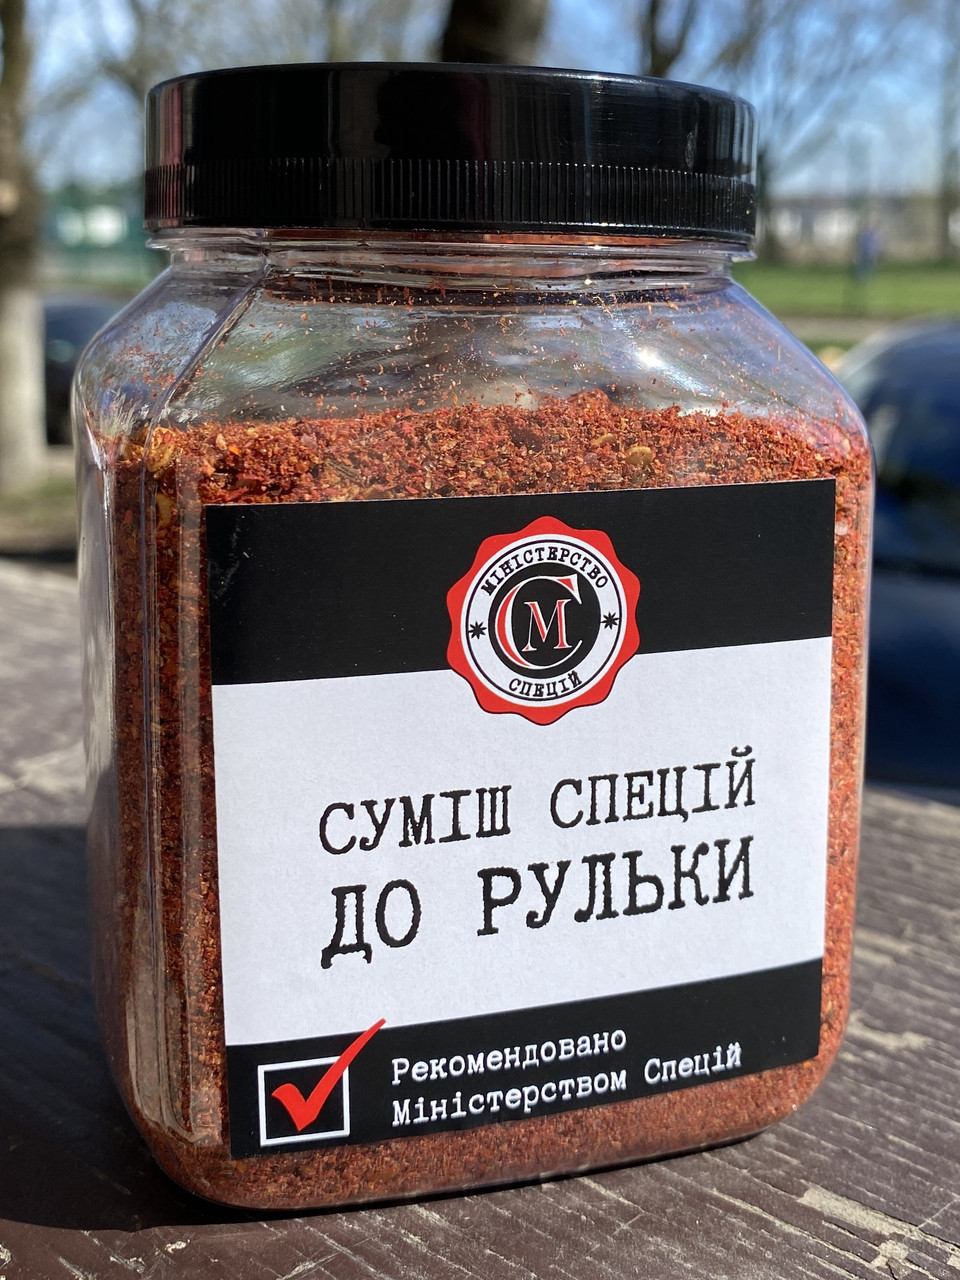 МІНІСТЕРСТВО
СМ
СПЕЦІЙ
СУМІШ СПЕЦІЙ
ДО РУЛЬКИ
Рекомендовано
Міністерством Спецій